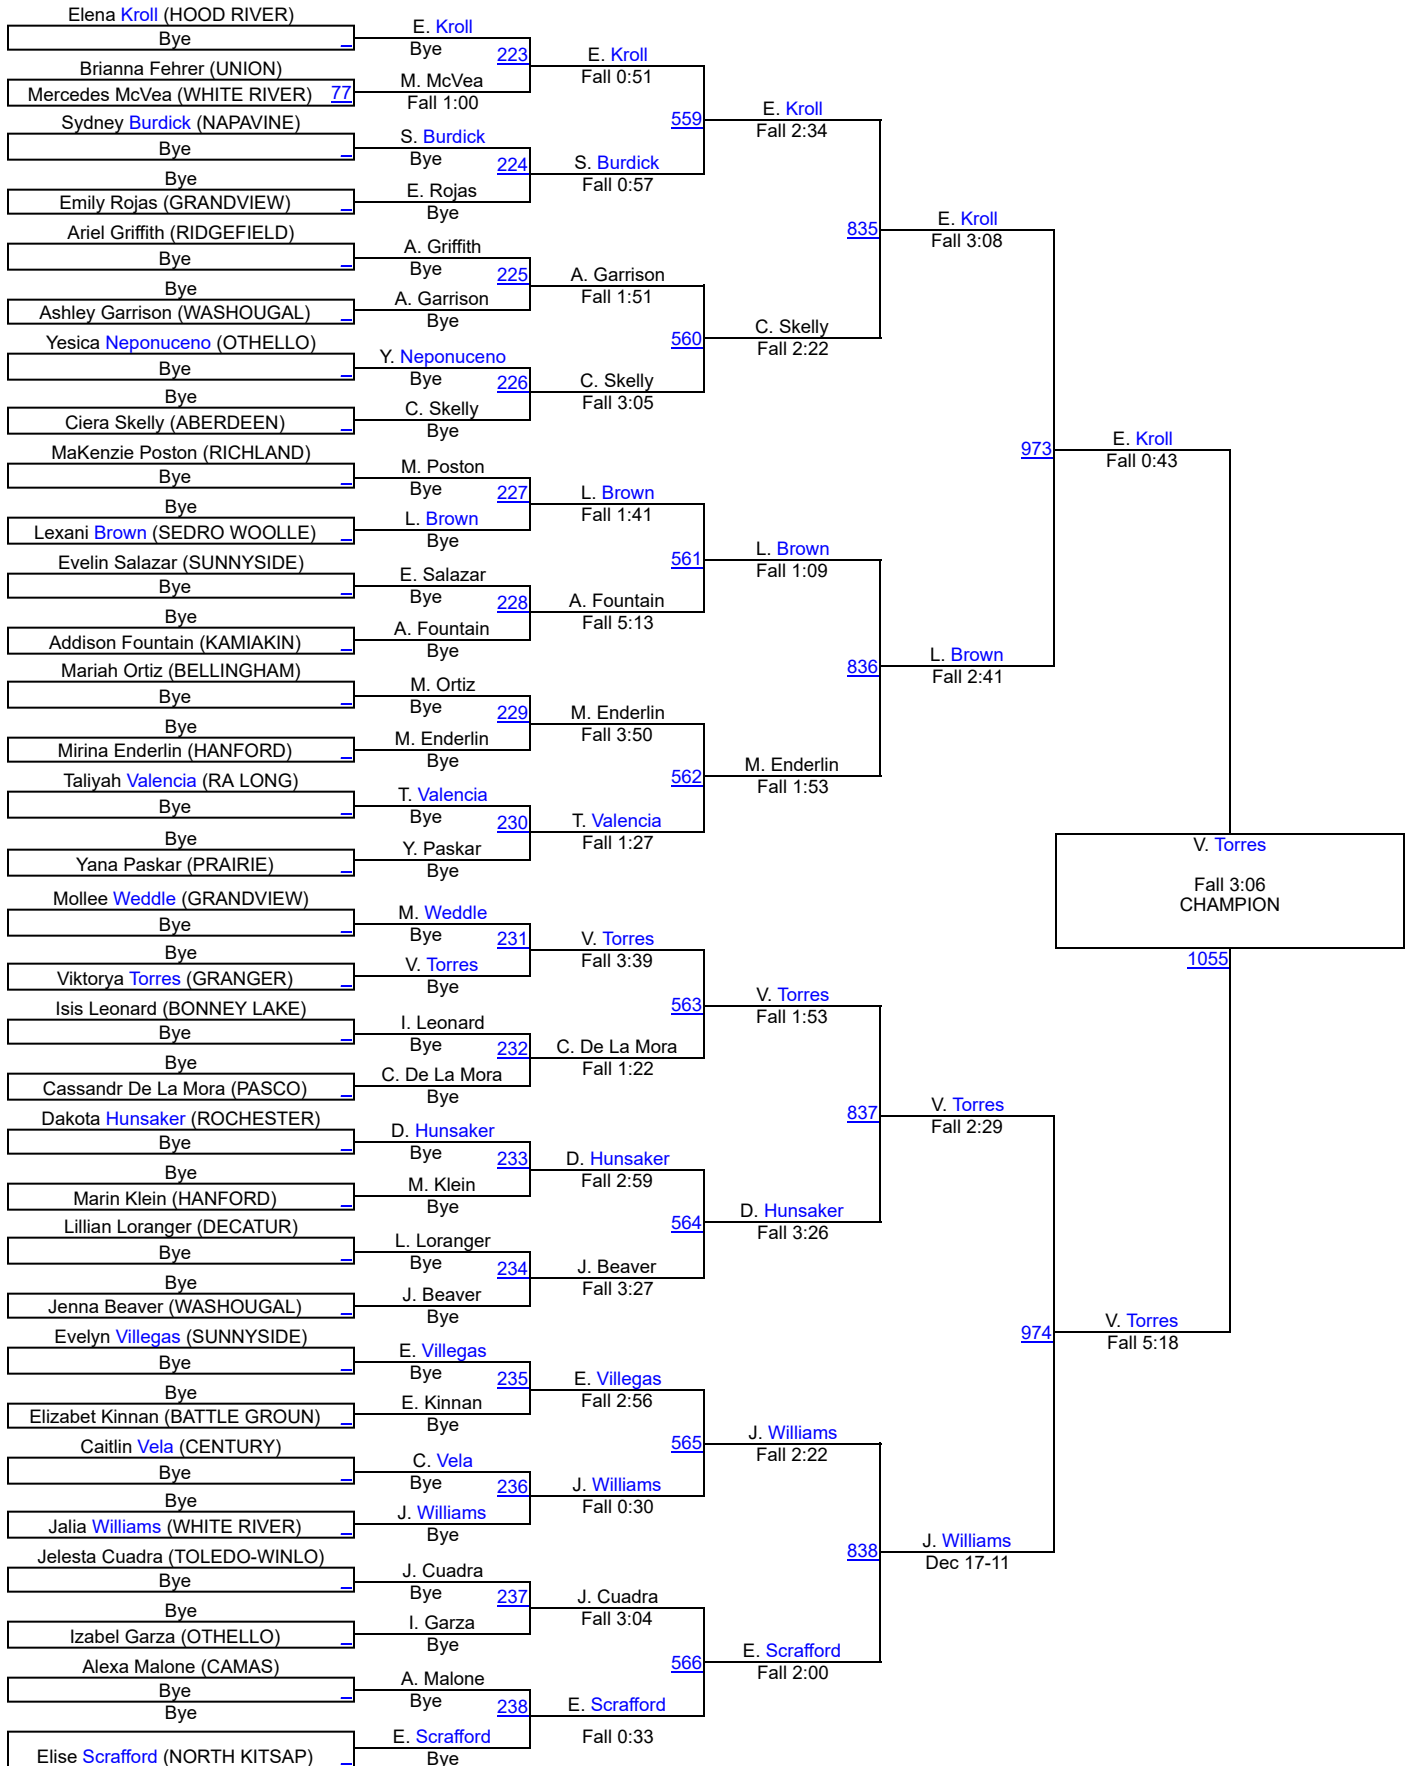 Elena Kroll (HOOD RIVER)
Bye
Brianna Fehrer (UNION)
Mercedes McVea (WHITE RIVER) 77
Sydney Burdick (NAPAVINE)
Bye
Bye
Emily Rojas (GRANDVIEW)
Ariel Griffith (RIDGEFIELD)
Bye
Bye
Ashley Garrison (WASHOUGAL)
Yesica Neponuceno (OTHELLO)
Bye
Bye
Ciera Skelly (ABERDEEN)
MaKenzie Poston (RICHLAND)
Bye
Bye
Lexani Brown (SEDRO WOOLLE)
Evelin Salazar (SUNNYSIDE)
Bye
Bye
Addison Fountain (KAMIAKIN)
Mariah Ortiz (BELLINGHAM)
Bye
Bye
Mirina Enderlin (HANFORD)
Taliyah Valencia (RA LONG)
Bye
Bye
Yana Paskar (PRAIRIE)
Mollee Weddle (GRANDVIEW)
Bye
Bye
Viktorya Torres (GRANGER)
Isis Leonard (BONNEY LAKE)
Bye
Bye
Cassandr De La Mora (PASCO)
Dakota Hunsaker (ROCHESTER)
Bye
Bye
Marin Klein (HANFORD)
Lillian Loranger (DECATUR)
Bye
Bye
Jenna Beaver (WASHOUGAL)
Evelyn Villegas (SUNNYSIDE)
Bye
Bye
Elizabet Kinnan (BATTLE GROUN)
Caitlin Vela (CENTURY)
Bye
Bye
Jalia Williams (WHITE RIVER)
Jelesta Cuadra (TOLEDO-WINLO)
Bye
Bye
Izabel Garza (OTHELLO)
Alexa Malone (CAMAS)
Bye
Bye
Elise Scrafford (NORTH KITSAP)
E. Kroll
Bye
223
M. McVea
Fall 1:00
S. Burdick
Bye
224
E. Rojas
Bye
A. Griffith
Bye
225
A. Garrison
Bye
Y. Neponuceno
Bye
226
C. Skelly
Bye
M. Poston
Bye
227
L. Brown
Bye
E. Salazar
Bye
228
A. Fountain
Bye
M. Ortiz
Bye
229
M. Enderlin
Bye
T. Valencia
Bye
230
Y. Paskar
Bye
M. Weddle
Bye
231
V. Torres
Bye
I. Leonard
Bye
232
C. De La Mora
Bye
D. Hunsaker
Bye
233
M. Klein
Bye
L. Loranger
Bye
234
J. Beaver
Bye
E. Villegas
Bye
235
E. Kinnan
Bye
C. Vela
Bye
236
J. Williams
Bye
J. Cuadra
Bye
237
I. Garza
Bye
A. Malone
Bye
238
E. Scrafford
Bye
E. Kroll
Fall 0:51
559
S. Burdick
Fall 0:57
A. Garrison
Fall 1:51
560
C. Skelly
Fall 3:05
L. Brown
Fall 1:41
561
A. Fountain
Fall 5:13
M. Enderlin
Fall 3:50
562
T. Valencia
Fall 1:27
V. Torres
Fall 3:39
563
C. De La Mora
Fall 1:22
D. Hunsaker
Fall 2:59
564
J. Beaver
Fall 3:27
E. Villegas
Fall 2:56
565
J. Williams
Fall 0:30
J. Cuadra
Fall 3:04
566
E. Scrafford
Fall 0:33
E. Kroll
Fall 2:34
835
C. Skelly
Fall 2:22
L. Brown
Fall 1:09
836
M. Enderlin
Fall 1:53
V. Torres
Fall 1:53
837
D. Hunsaker
Fall 3:26
J. Williams
Fall 2:22
838
E. Scrafford
Fall 2:00
E. Kroll
Fall 3:08
973
L. Brown
Fall 2:41
V. Torres
Fall 2:29
974
J. Williams
Dec 17-11
E. Kroll
Fall 0:43
V. Torres
Fall 3:06
CHAMPION
1055
V. Torres
Fall 5:18